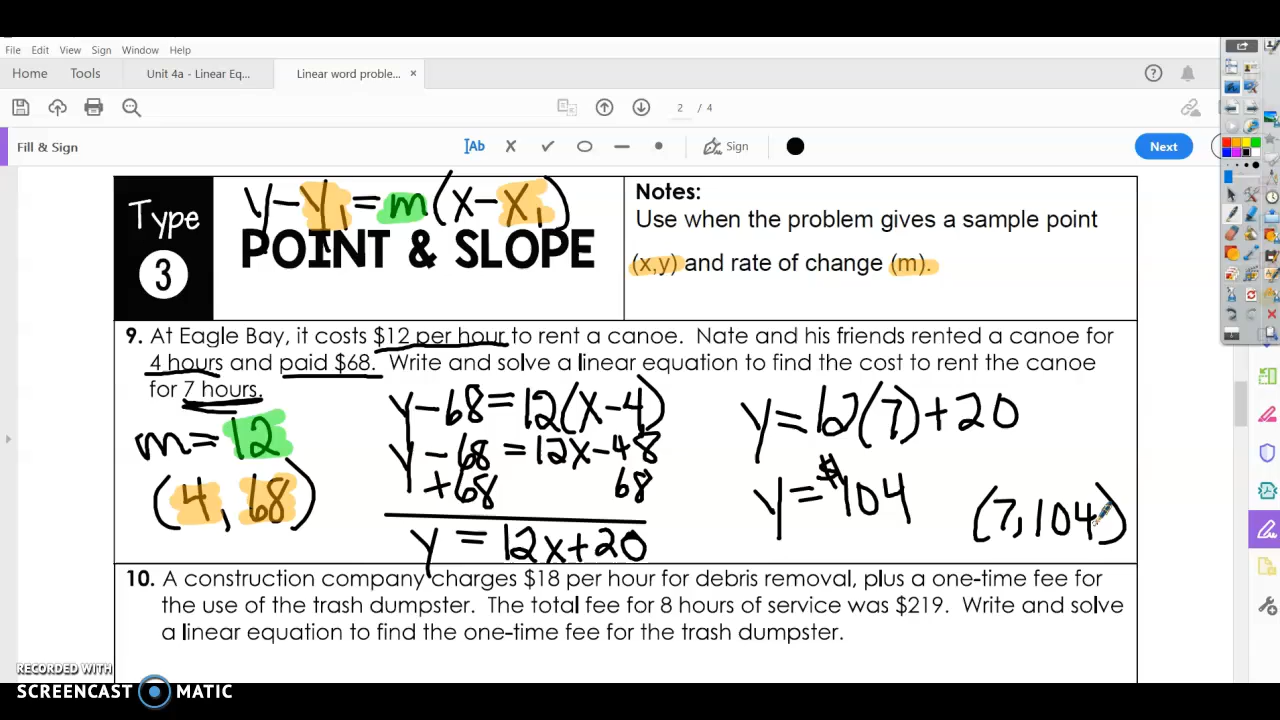 File Edit View Sign Window Help
Home Tools Unit 4a - Linear Eq... Linear word proble... ×
2 / 4
Fill & Sign
Ab
Sign
Next
Type
3
y-y₁=m(x-x₁)
POINT & SLOPE
Notes:
Use when the problem gives a sample point
(x,y) and rate of change (m).
9. At Eagle Bay, it costs $12 per hour to rent a canoe. Nate and his friends rented a canoe for
4 hours and paid $68. Write and solve a linear equation to find the cost to rent the canoe
for 7 hours.
m=12
(4, 68)
y-68=12(x-4)
y-68=12x-48
+68 68
y=12x+20
y=12(7)+20
y=$104
(7,104)
10. A construction company charges $18 per hour for debris removal, plus a one-time fee for
the use of the trash dumpster. The total fee for 8 hours of service was $219. Write and solve
a linear equation to find the one-time fee for the trash dumpster.
RECORDED WITH
SCREENCAST MATIC